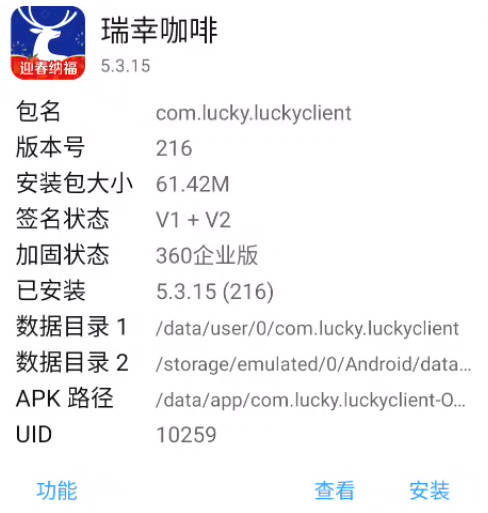 迎春纳福
瑞幸咖啡
5.3.15
包名 com.lucky.luckyclient
版本号 216
安装包大小 61.42M
签名状态 V1 + V2
加固状态 360企业版
已安装 5.3.15 (216)
数据目录 1 /data/user/0/com.lucky.luckyclient
数据目录 2 /storage/emulated/0/Android/data...
APK 路径 /data/app/com.lucky.luckyclient-O...
UID 10259
功能 查看 安装